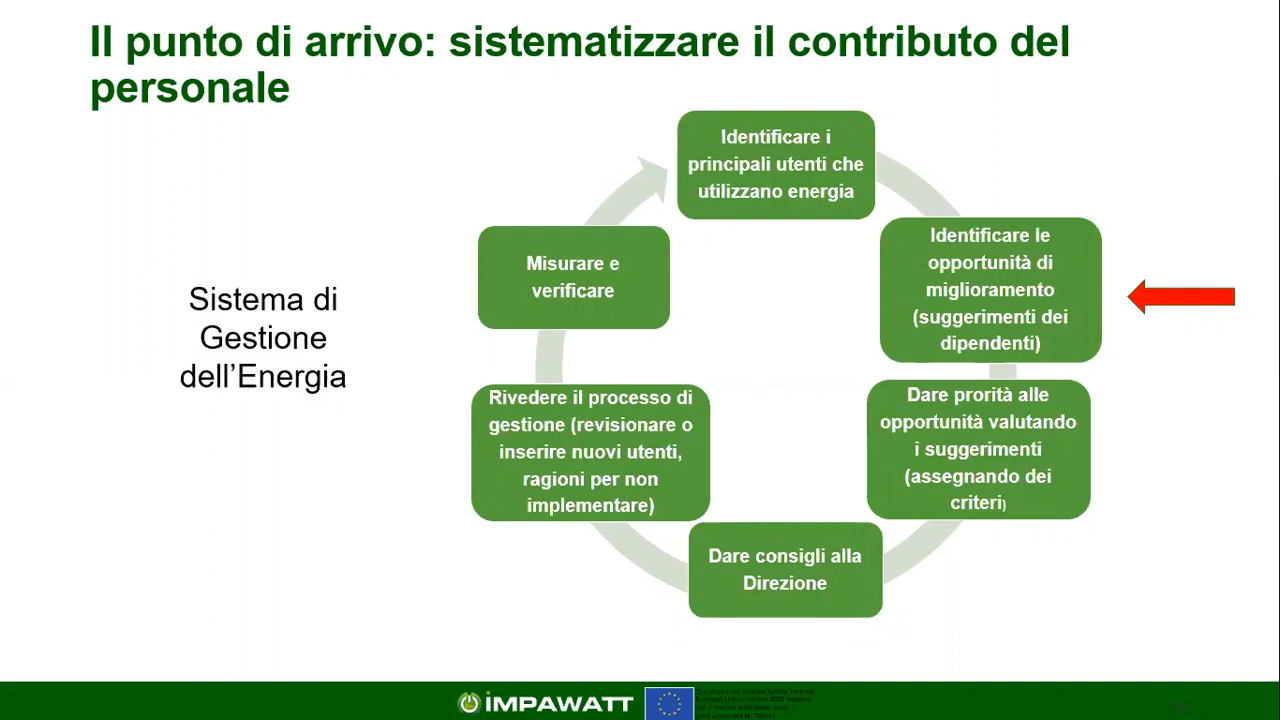 Il punto di arrivo: sistematizzare il contributo del
personale
Sistema di
Gestione
dell’Energia
Identificare i
principali utenti che
utilizzano energia
Identificare le
opportunità di
miglioramento
(suggerimenti dei
dipendenti)
Dare prorità alle
opportunità valutando
i suggerimenti
(assegnando dei
criteri)
Dare consigli alla
Direzione
Rivedere il processo di
gestione (revisionare o
inserire nuovi utenti,
ragioni per non
implementare)
Misurare e
verificare
IMPAWATT